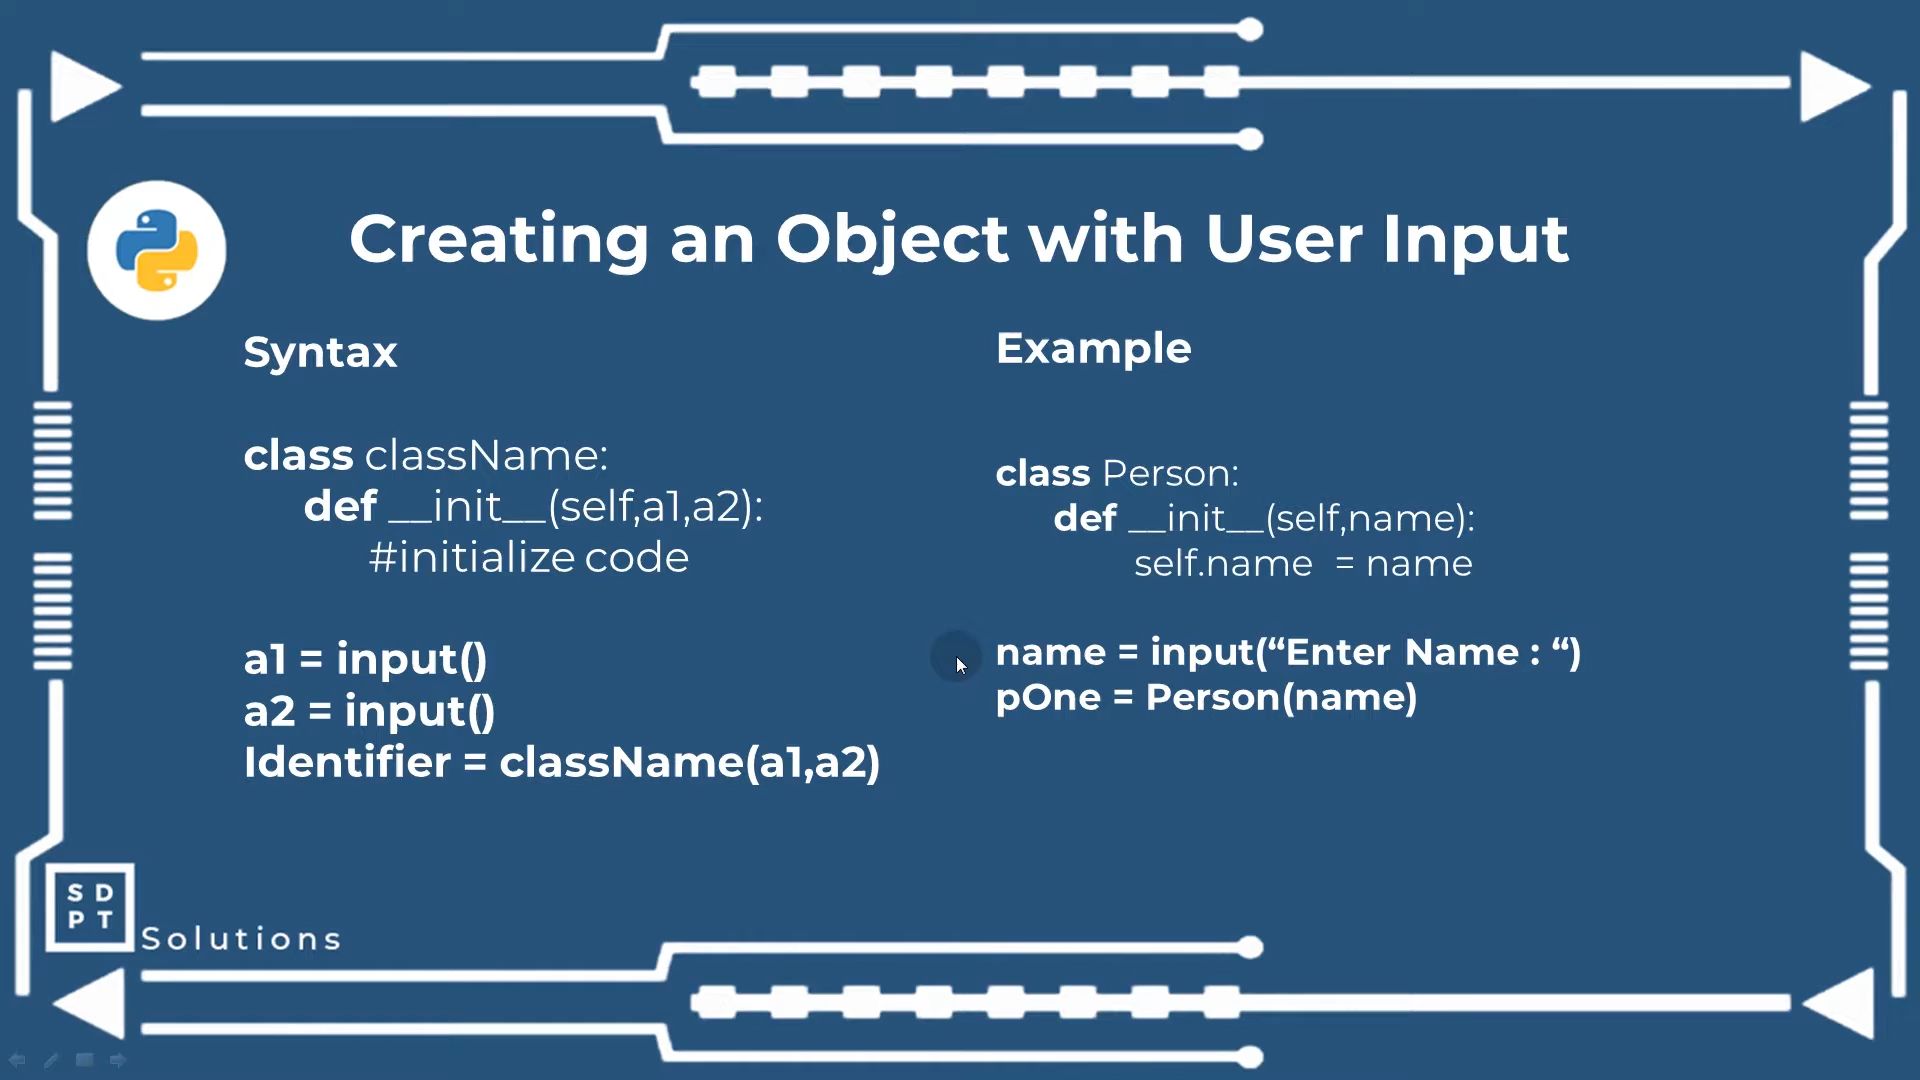 Creating an Object with User Input
Syntax
class className:
def __init__(self,a1,a2):
#initialize code
a1 = input()
a2 = input()
Identifier = className(a1,a2)
Example
class Person:
def __init__(self,name):
self.name  = name
name = input(“Enter Name : “)
pOne = Person(name)
S D
P T
Solutions